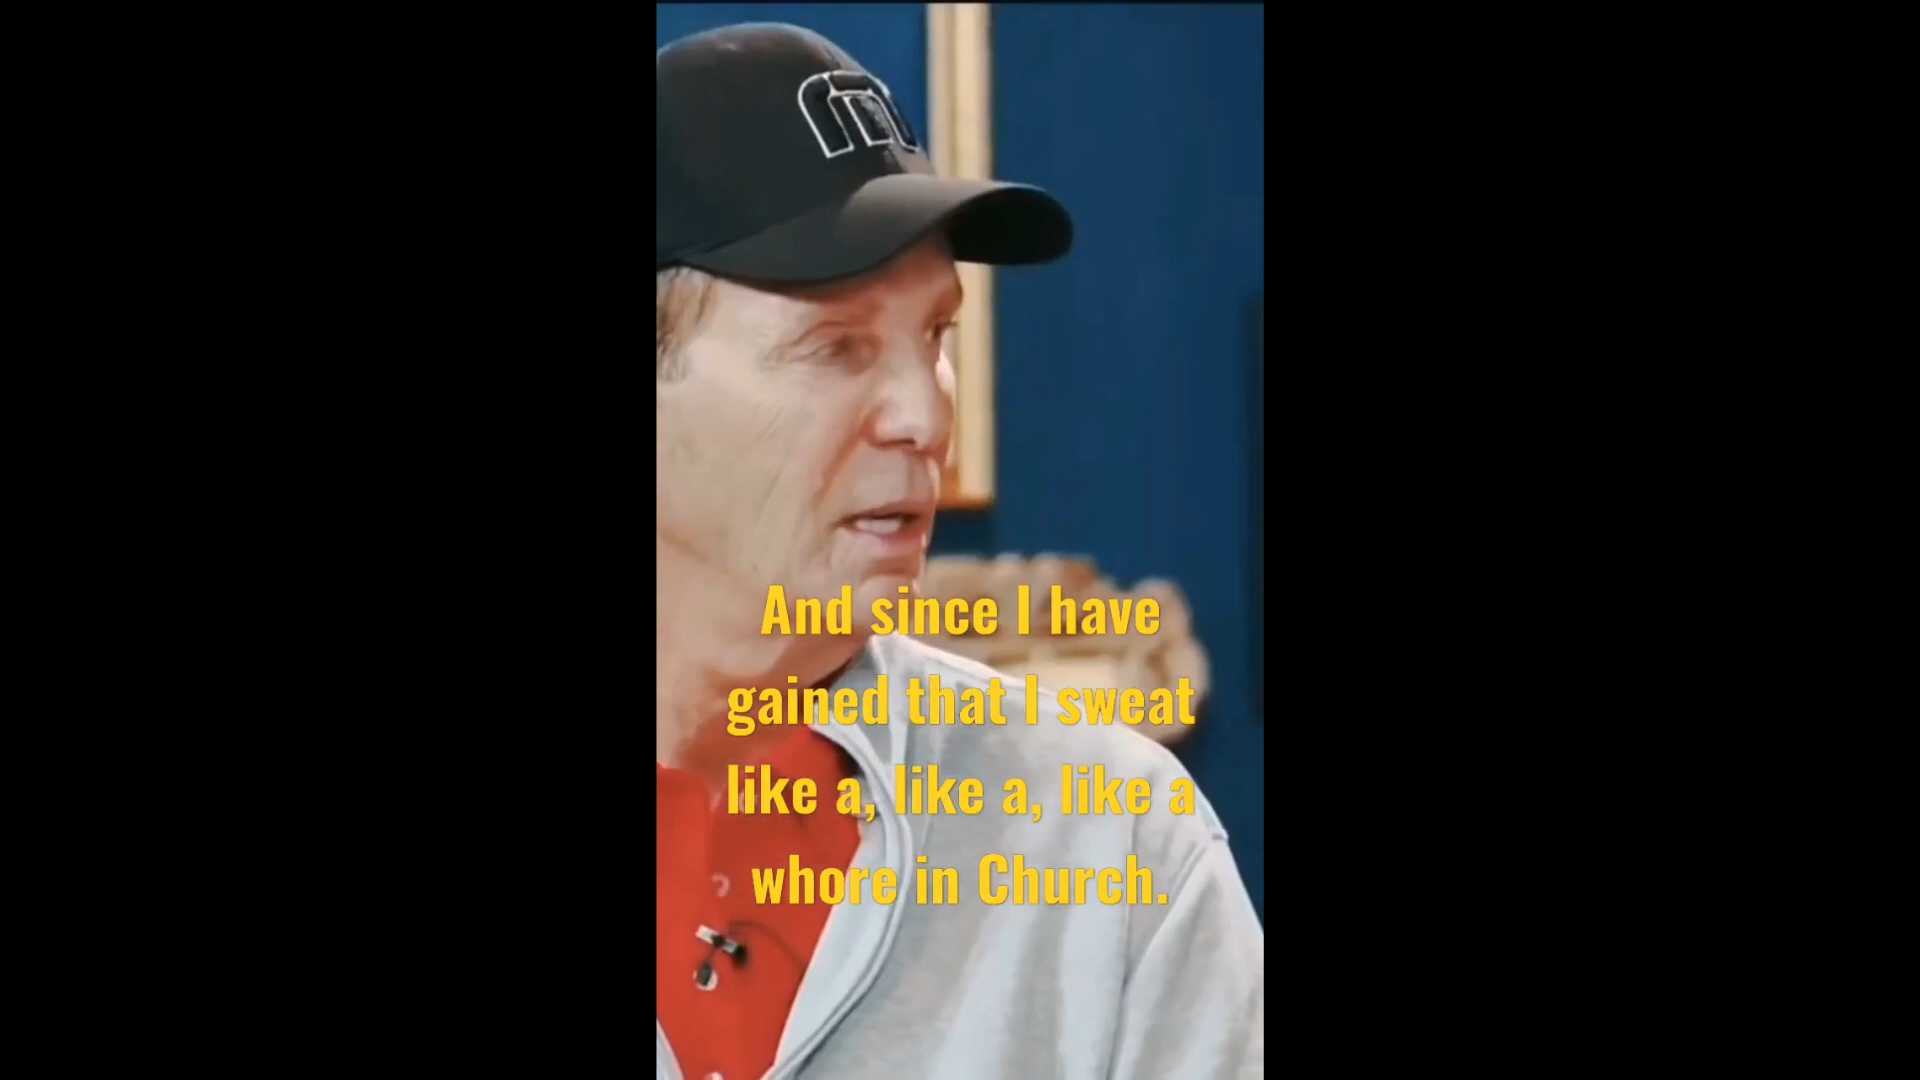 And since I have
gained that I sweat
like a, like a, like a
whore in Church.